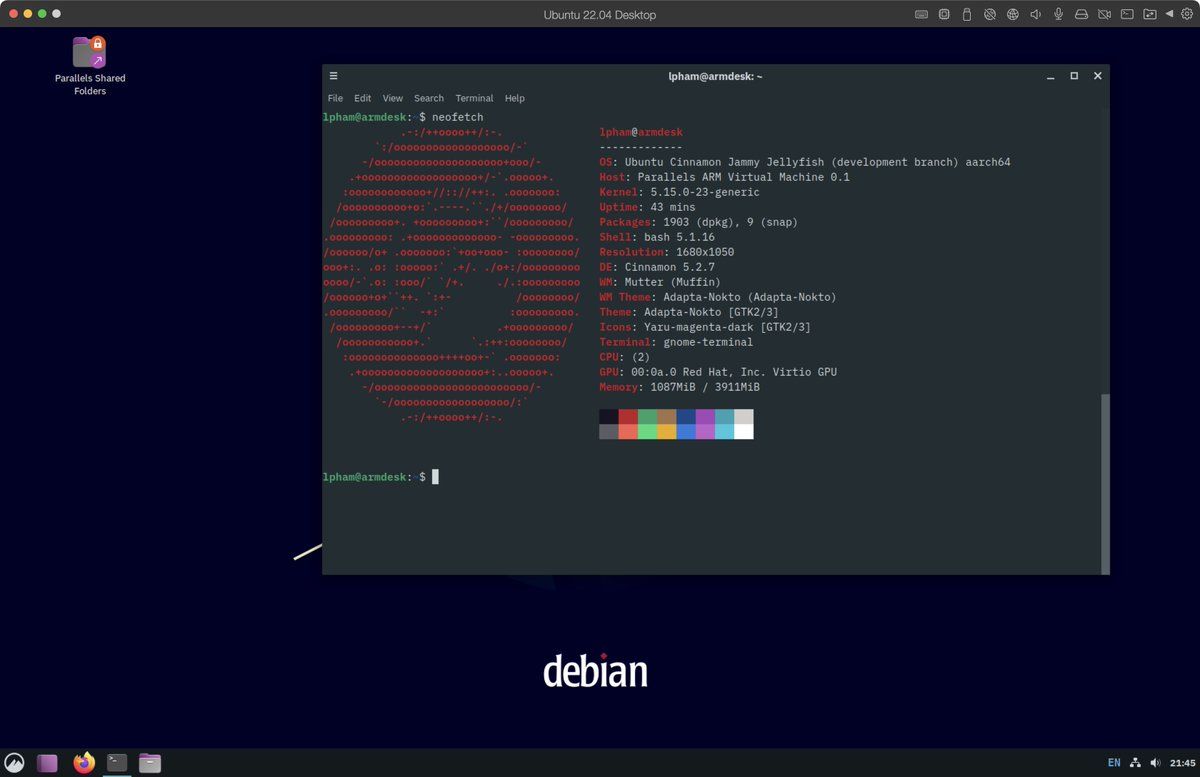 Ubuntu 22.04 Desktop
Parallels Shared
Folders
lpham@armdesk: ~
File Edit View Search Terminal Help
lpham@armdesk:~$ neofetch
.-:/++oooo++/:-.
`:/oooooooooooooooooo/-`
-/oooooooooooooooooooo+ooo/-
.+oooooooooooooooooo+/-`.ooooo+.
:oooooooooooo+//:://++:. .ooooooo:
/oooooooooo+o:`.----.``./+/oooooooo/
/ooooooooo+. +ooooooooo+:``/ooooooooo/
.ooooooooo: .+ooooooooooooo- -ooooooooo.
/oooooo/o+ .ooooooo:`+oo+ooo- :oooooooo/
ooo+:. .o: :ooooo:` .+/. ./o+:/ooooooooo
oooo/-`.o: :ooo/` `/+. ./.:ooooooooo
/oooooo+o+``++. `:+- /oooooooo/
.ooooooooo/`` -+:` :ooooooooo.
/ooooooooo+--+/` .+ooooooooo/
/ooooooooooo+.` `.:++:oooooooo/
:oooooooooooooo++++oo+-` .ooooooo:
.+ooooooooooooooooooo+:..ooooo+.
-/oooooooooooooooooooooooo/-
`-/oooooooooooooooooo/:`
.-:/++oooo++/:-.
lpham@armdesk
-------------
OS: Ubuntu Cinnamon Jammy Jellyfish (development branch) aarch64
Host: Parallels ARM Virtual Machine 0.1
Kernel: 5.15.0-23-generic
Uptime: 43 mins
Packages: 1903 (dpkg), 9 (snap)
Shell: bash 5.1.16
Resolution: 1680x1050
DE: Cinnamon 5.2.7
WM: Mutter (Muffin)
WM Theme: Adapta-Nokto (Adapta-Nokto)
Theme: Adapta-Nokto [GTK2/3]
Icons: Yaru-magenta-dark [GTK2/3]
Terminal: gnome-terminal
CPU: (2)
GPU: 00:0a.0 Red Hat, Inc. Virtio GPU
Memory: 1087MiB / 3911MiB
lpham@armdesk:~$
debian
EN 21:45